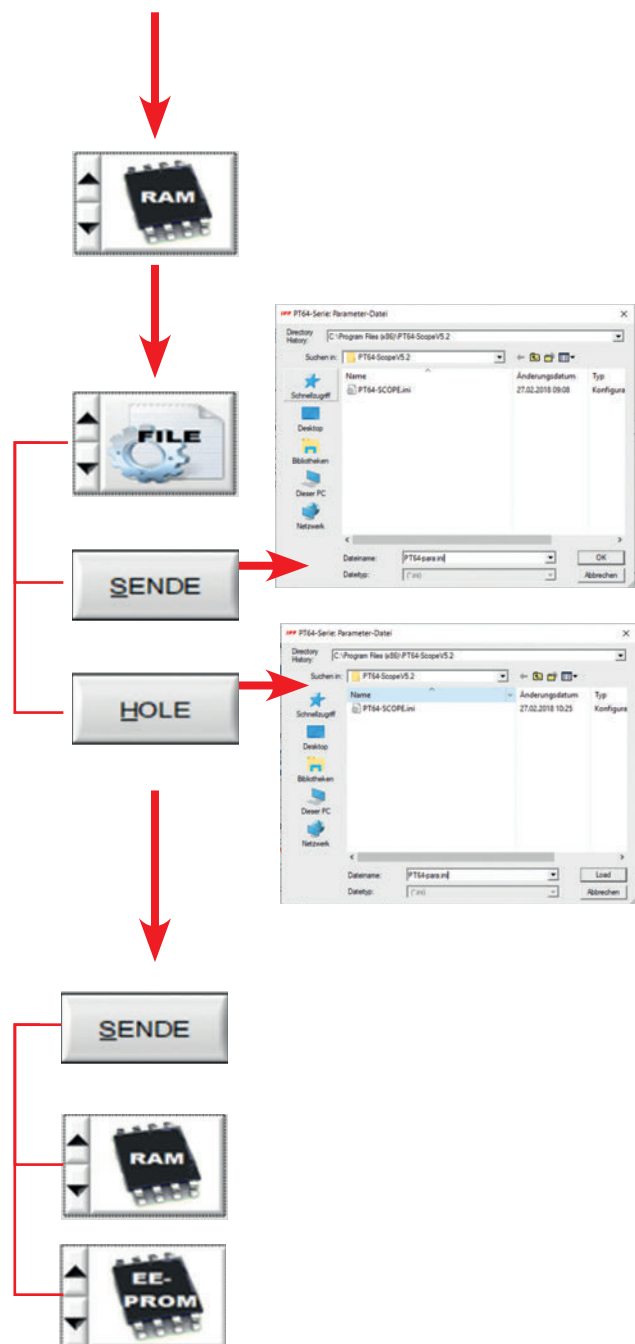 RAM
FILE
SENDE
HOLE
PT64-Serie: Parameter-Datei
Directory
History:
C:\Program Files (x86)\PT64-ScopeV5.2
Suchen in:
PT64-ScopeV5.2
Name
Änderungsdatum
Typ
PT64-SCOPE.ini
27.02.2018 09:08
Konfigura
Schnellzugriff
Desktop
Bibliotheken
Dieser PC
Netzwerk
Dateiname:
PT64-para.ini
OK
Dateityp:
(*.ini)
Abbrechen
PT64-Serie: Parameter-Datei
Directory
History:
C:\Program Files (x86)\PT64-ScopeV5.2
Suchen in:
PT64-ScopeV5.2
Name
Änderungsdatum
Typ
PT64-SCOPE.ini
27.02.2018 10:25
Konfigura
Schnellzugriff
Desktop
Bibliotheken
Dieser PC
Netzwerk
Dateiname:
PT64-para.ini
Load
Dateityp:
(*.ini)
Abbrechen
SENDE
RAM
EE-
PROM